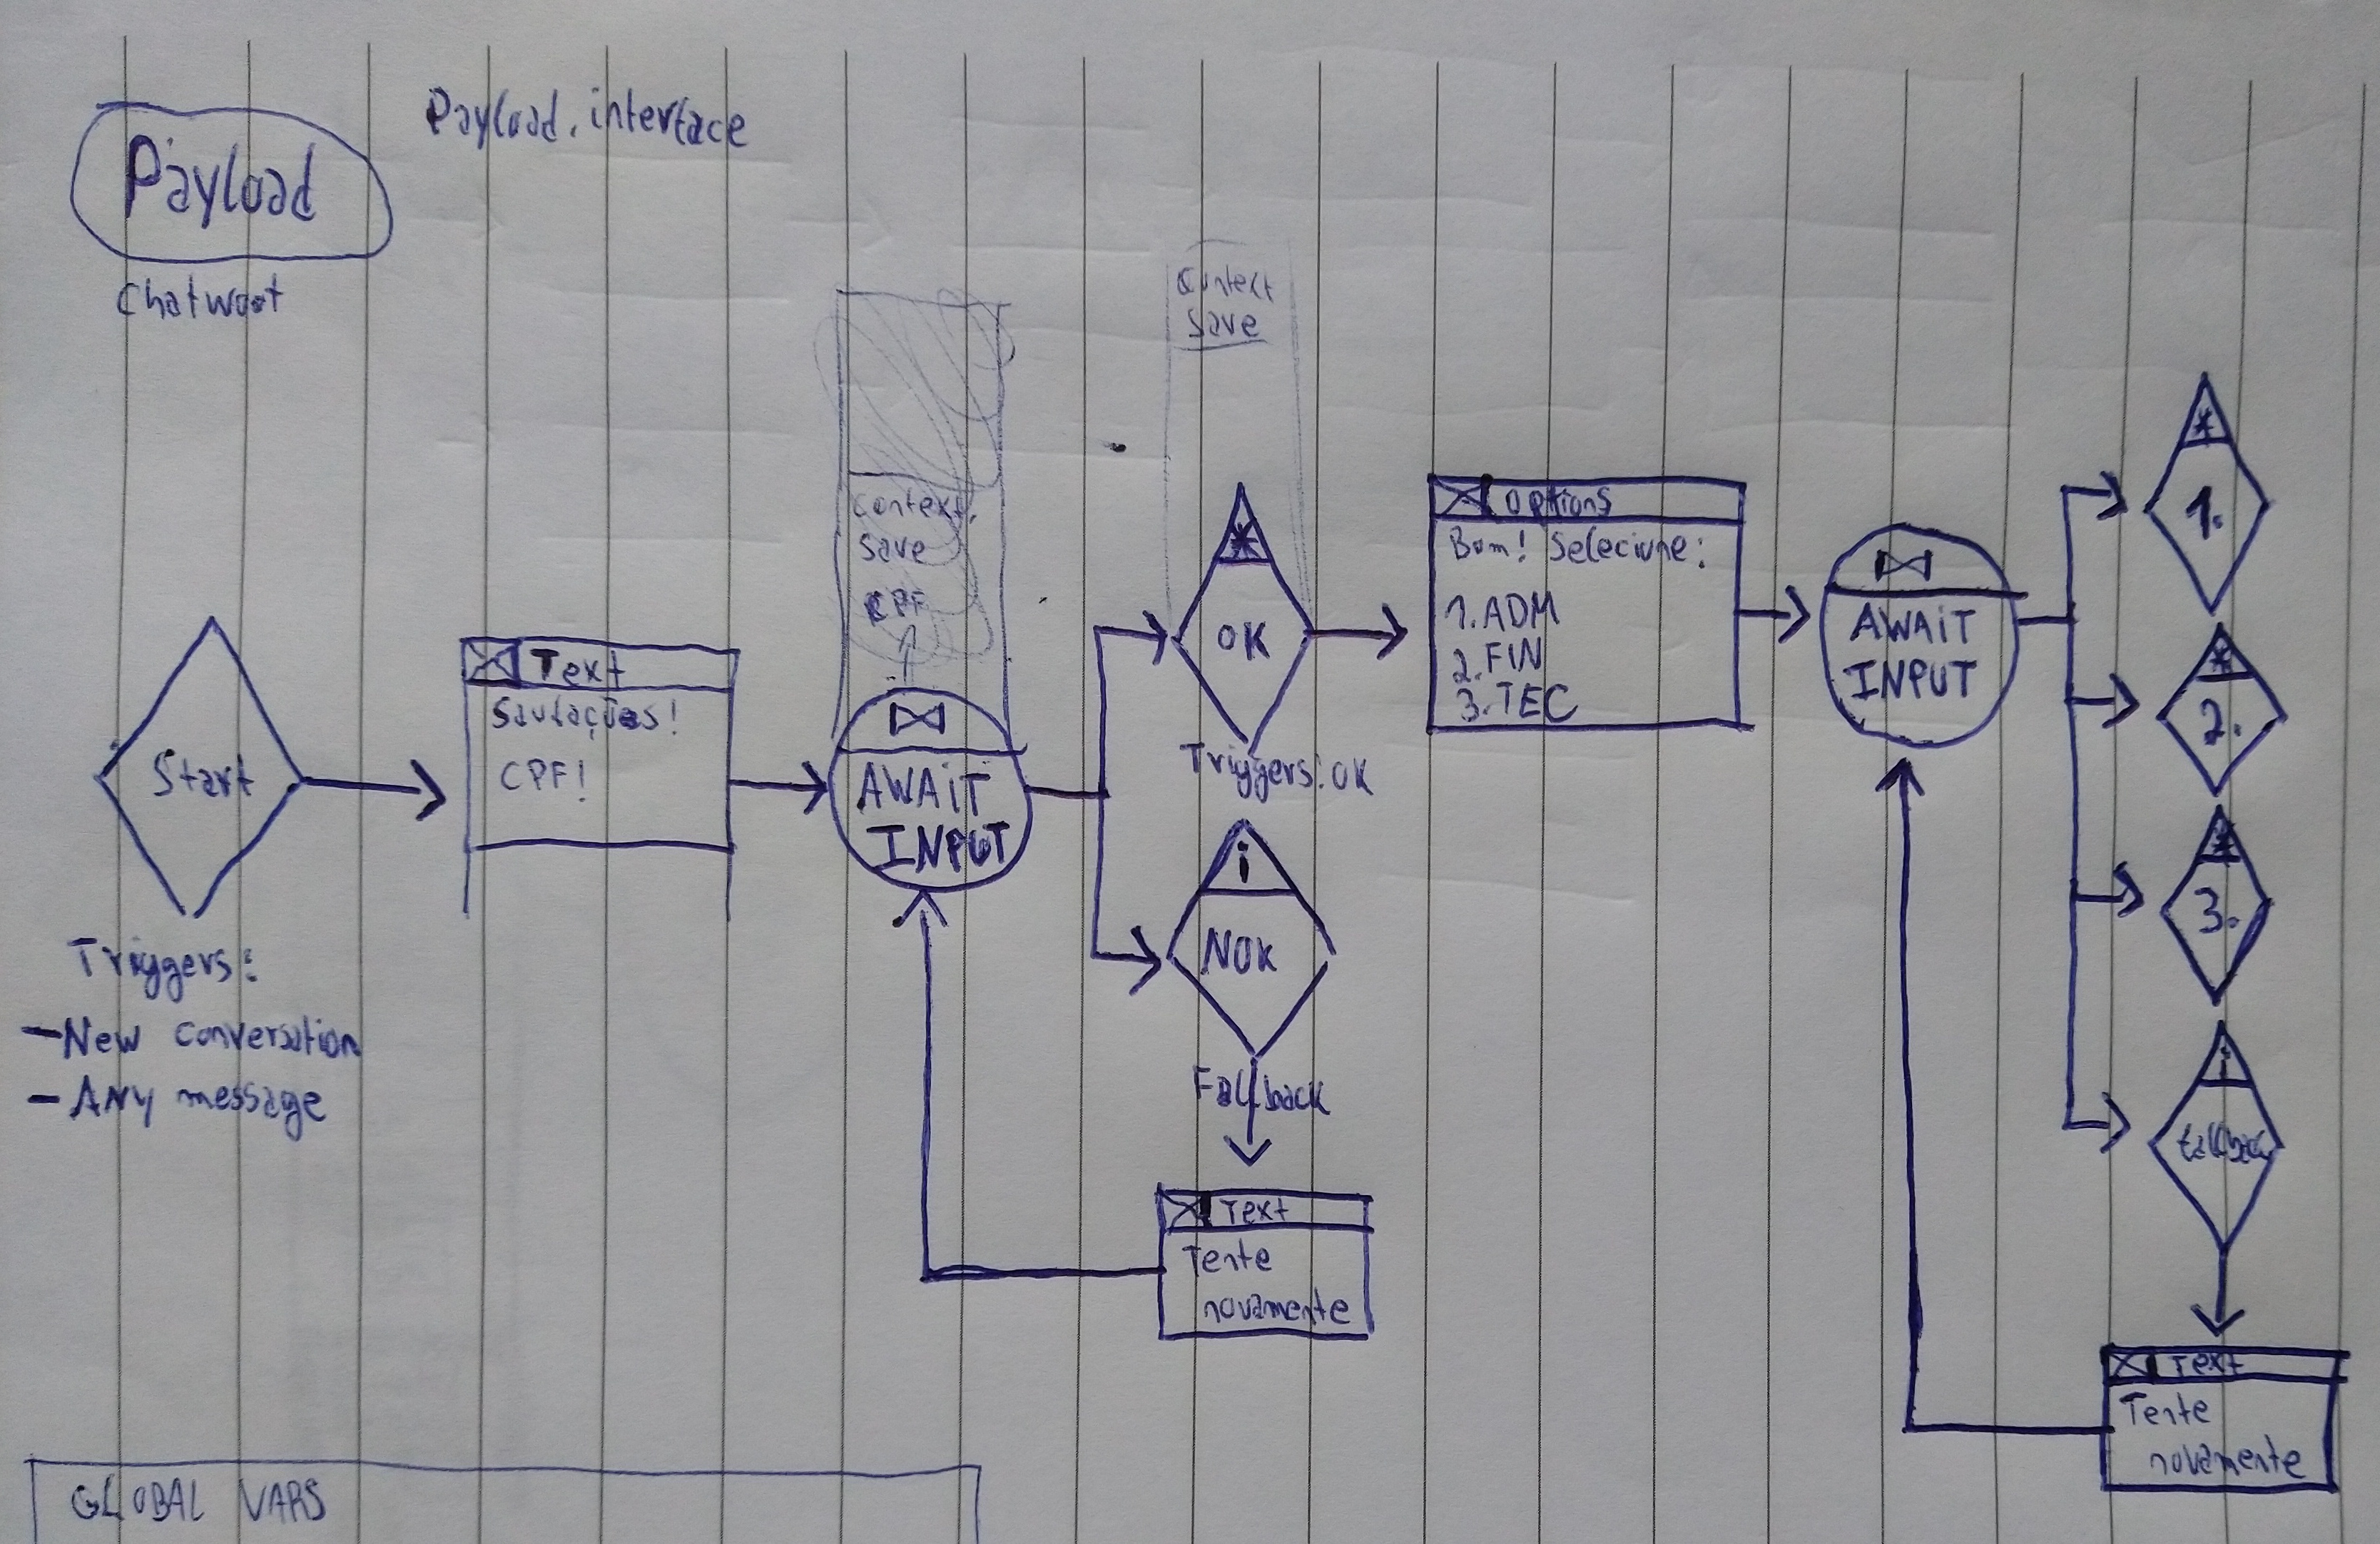 Payload
Payload.interface
Chatwoot
Context
Save
Context.
Save
CPF
Start
Triggers:
- New conversation
- Any message
Text
Saudações!
CPF!
AWAIT
INPUT
*
OK
Triggers: OK
i
NOK
Fallback
Text
Tente
novamente
Options
Bom! Selecione:
1. ADM
2. FIN
3. TEC
AWAIT
INPUT
*
1.
*
2.
*
3.
i
fallback
Text
Tente
novamente
GLOBAL VARS